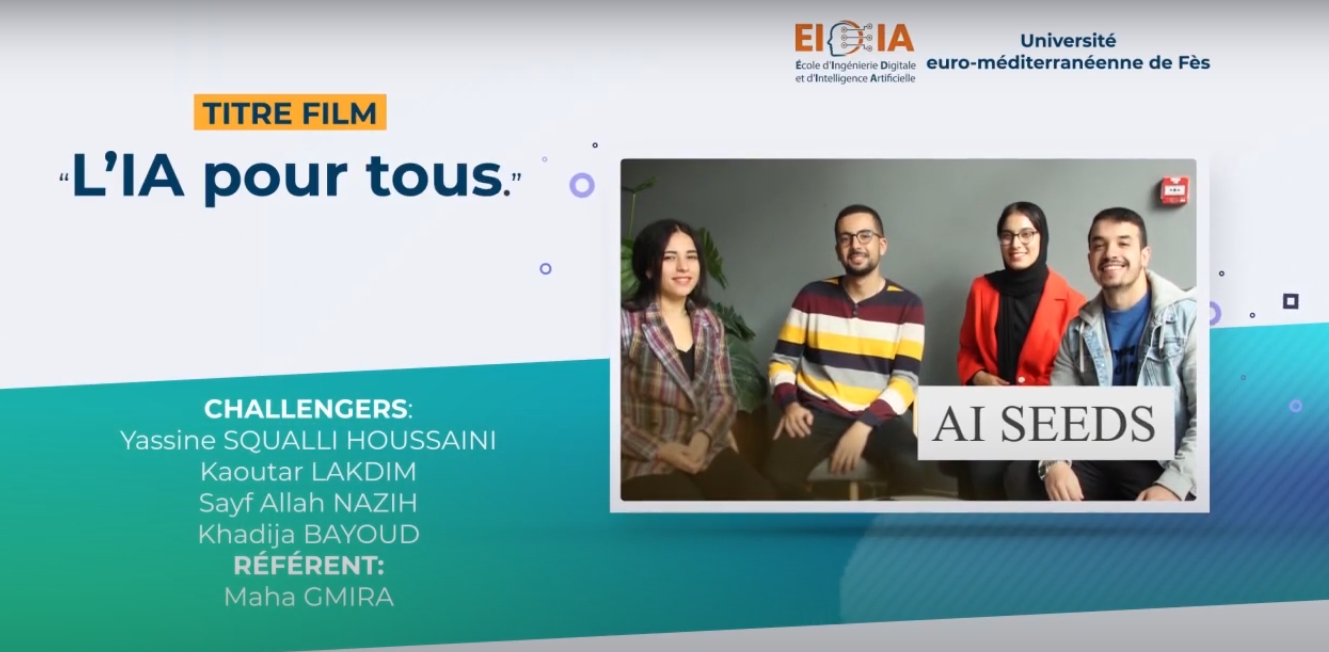 EIDIA
École d'Ingénierie Digitale
et d'Intelligence Artificielle
Université
euro-méditerranéenne de Fès
TITRE FILM
“L’IA pour tous.”
AI SEEDS
CHALLENGERS:
Yassine SQUALLI HOUSSAINI
Kaoutar LAKDIM
Sayf Allah NAZIH
Khadija BAYOUD
RÉFÉRENT:
Maha GMIRA